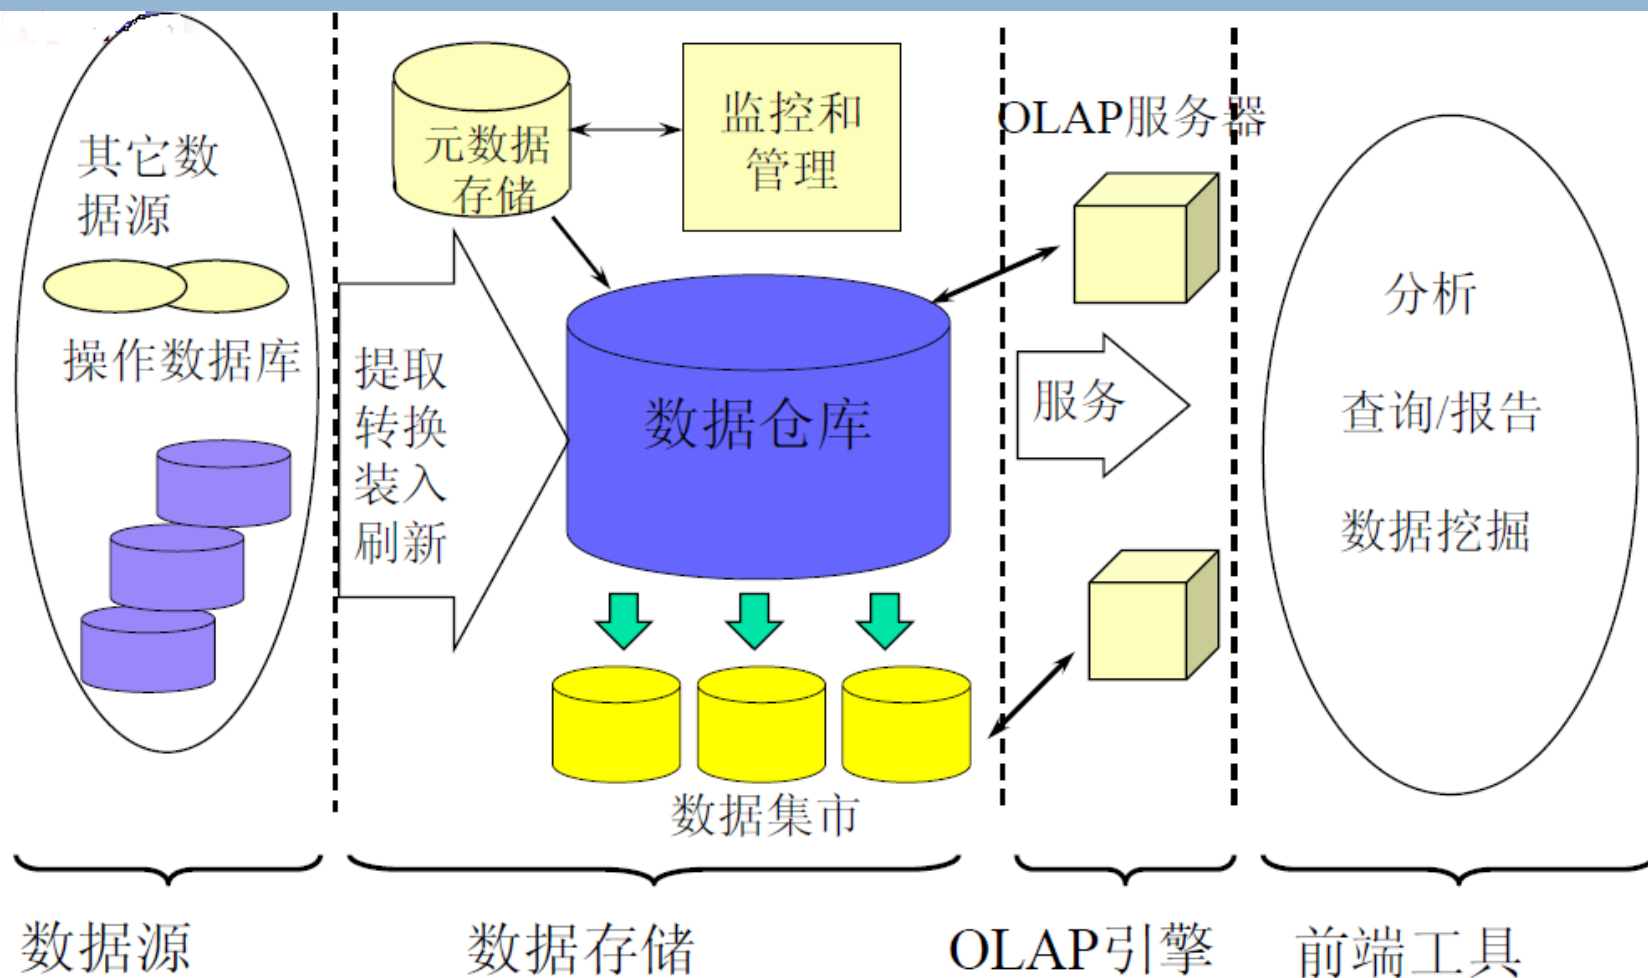 其它数
据源
操作数据库
提取
转换
装入
刷新
元数据
存储
监控和
管理
数据仓库
数据集市
OLAP服务器
服务
分析
查询/报告
数据挖掘
数据源
数据存储
OLAP引擎
前端工具